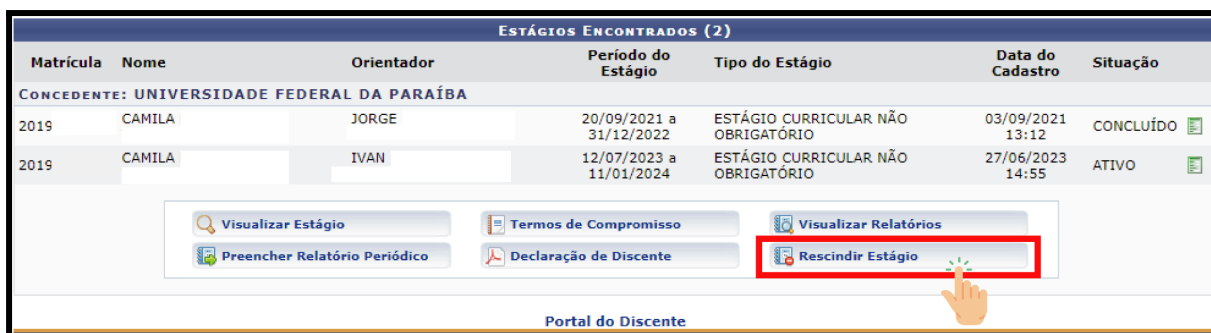 ESTÁGIOS ENCONTRADOS (2)
Matrícula Nome Orientador Período do Estágio Tipo do Estágio Data do Cadastro Situação
CONCEDENTE: UNIVERSIDADE FEDERAL DA PARAÍBA
2019 CAMILA JORGE 20/09/2021 a 31/12/2022 ESTÁGIO CURRICULAR NÃO OBRIGATÓRIO 03/09/2021 13:12 CONCLUÍDO
2019 CAMILA IVAN 12/07/2023 a 11/01/2024 ESTÁGIO CURRICULAR NÃO OBRIGATÓRIO 27/06/2023 14:55 ATIVO
Visualizar Estágio Termos de Compromisso Visualizar Relatórios
Preencher Relatório Periódico Declaração de Discente Rescindir Estágio
Portal do Discente